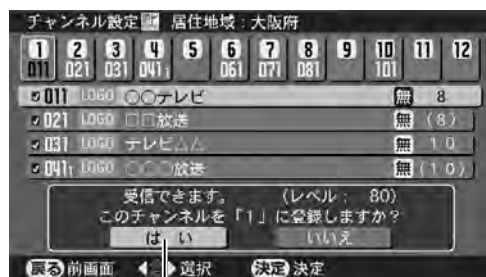 チャンネル設定 居住地域:大阪府
1 2 3 4 5 6 7 8 9 10 11 12
011 021 031 0411 061 071 081 101
011 LOGO ○○テレビ 無 8
021 LOGO □□放送 無 (8)
031 LOGO テレビ△△ 無 10
0411 LOGO ○○○放送 無 (10)
受信できます。 (レベル: 80)
このチャンネルを「1」に登録しますか?
はい いいえ
戻る 前画面 選択 決定 決定